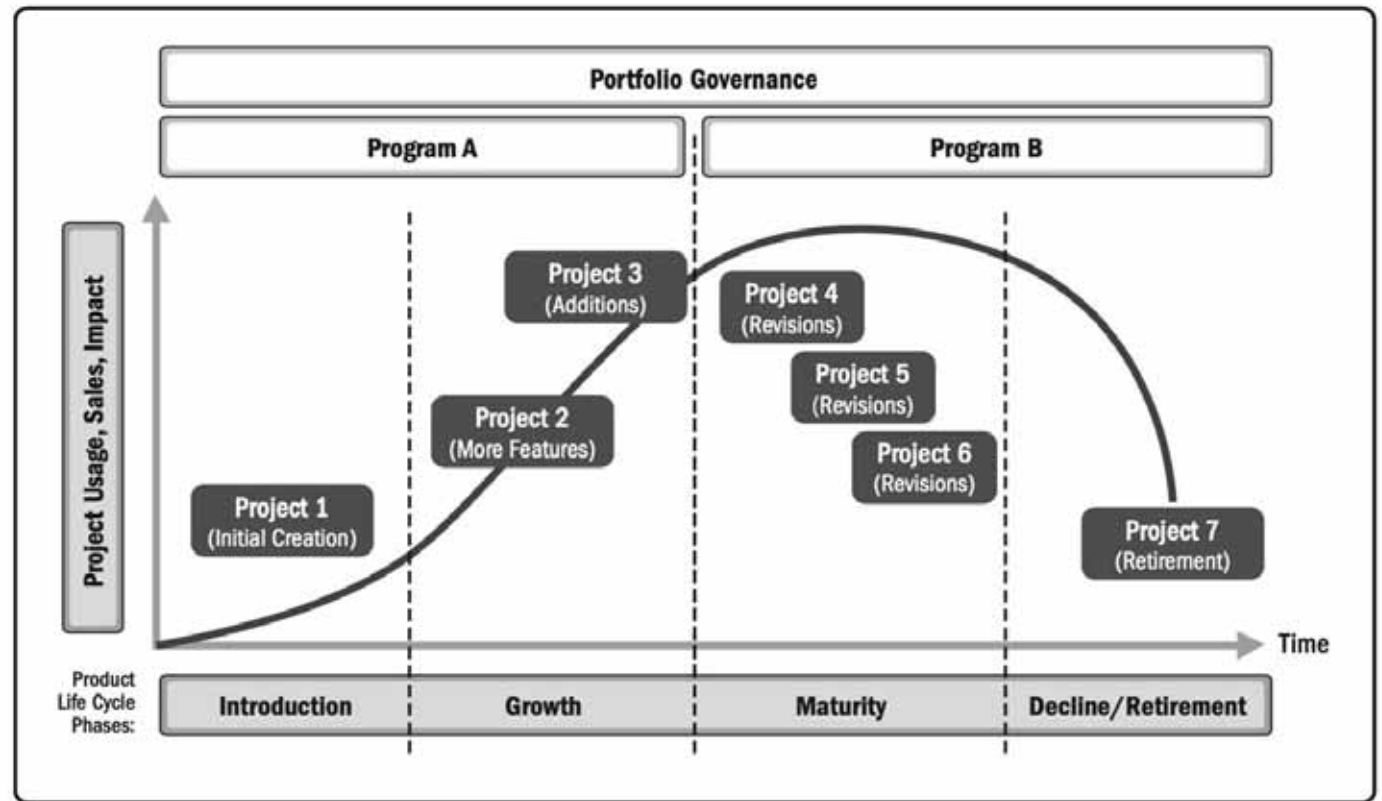 Portfolio Governance
Program A
Program B
Project Usage, Sales, Impact
Project 3
(Additions)
Project 4
(Revisions)
Project 5
(Revisions)
Project 2
(More Features)
Project 6
(Revisions)
Project 1
(Initial Creation)
Project 7
(Retirement)
Time
Product
Life Cycle
Phases:
Introduction
Growth
Maturity
Decline/Retirement